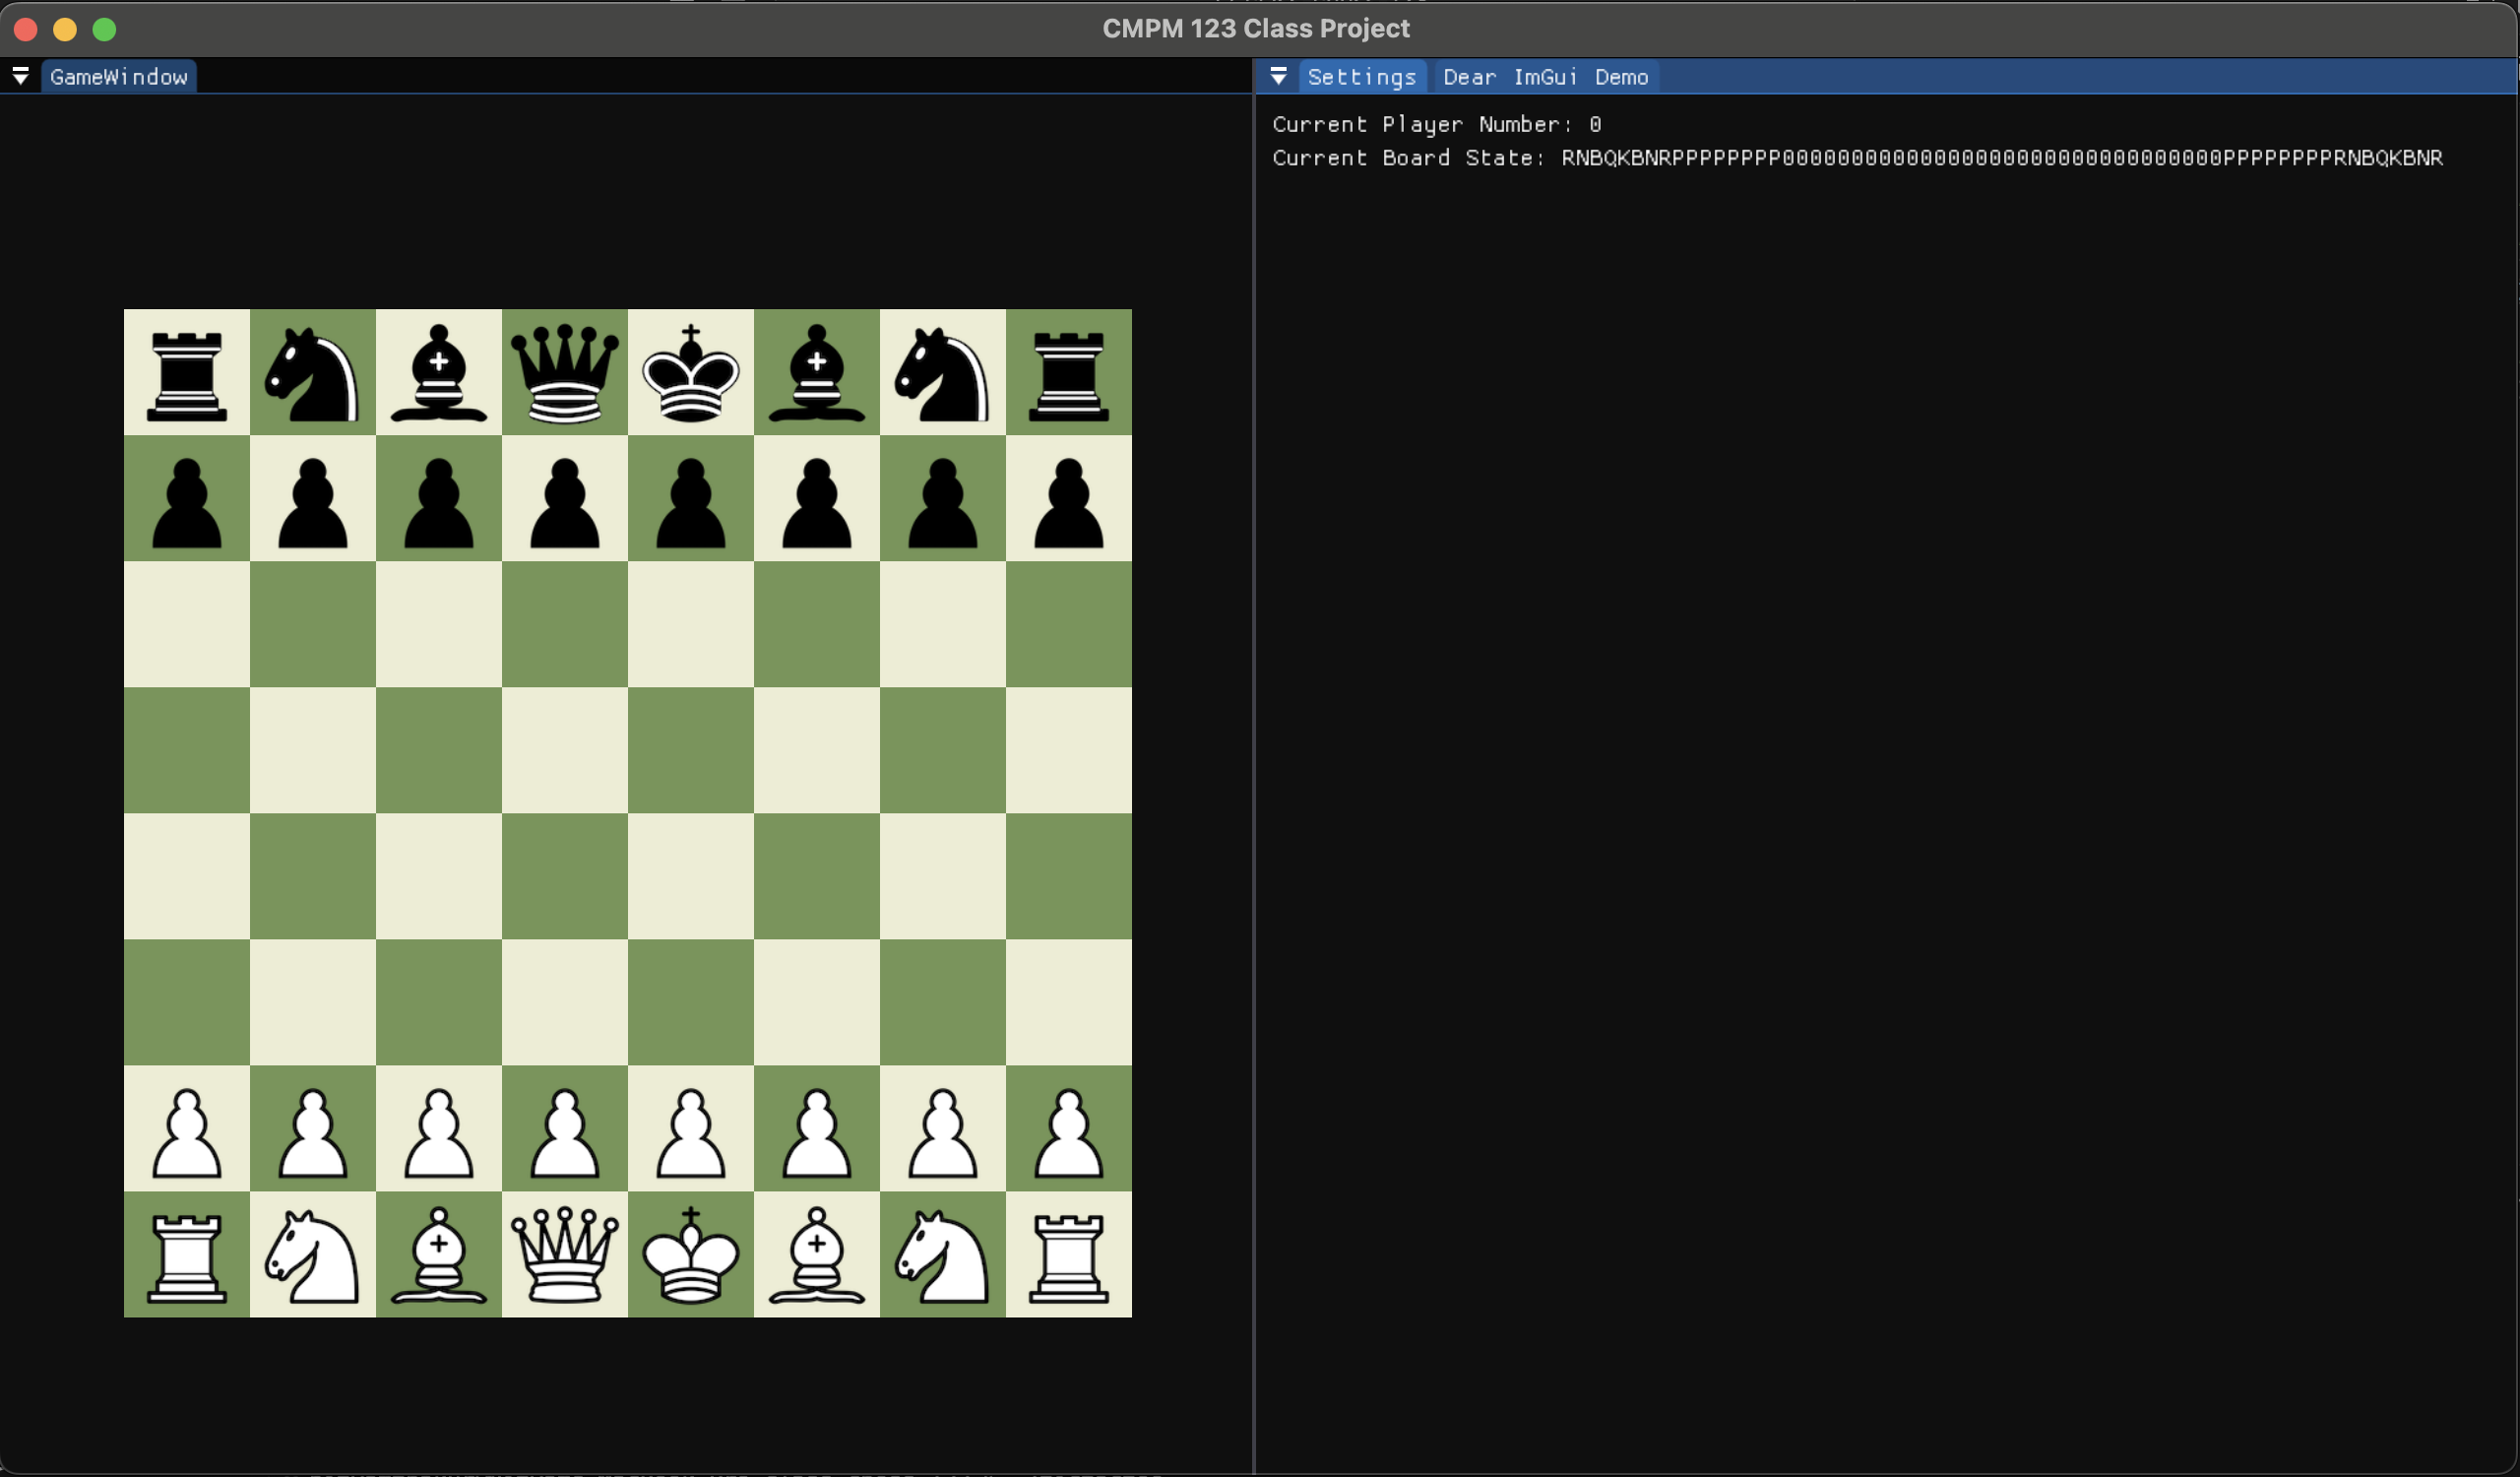 CMPM 123 Class Project
GameWindow
Settings Dear ImGui Demo
Current Player Number: 0
Current Board State: RNBQKBNRPPPPPPPP00000000000000000000000000000000PPPPPPPPRNBQKBNR